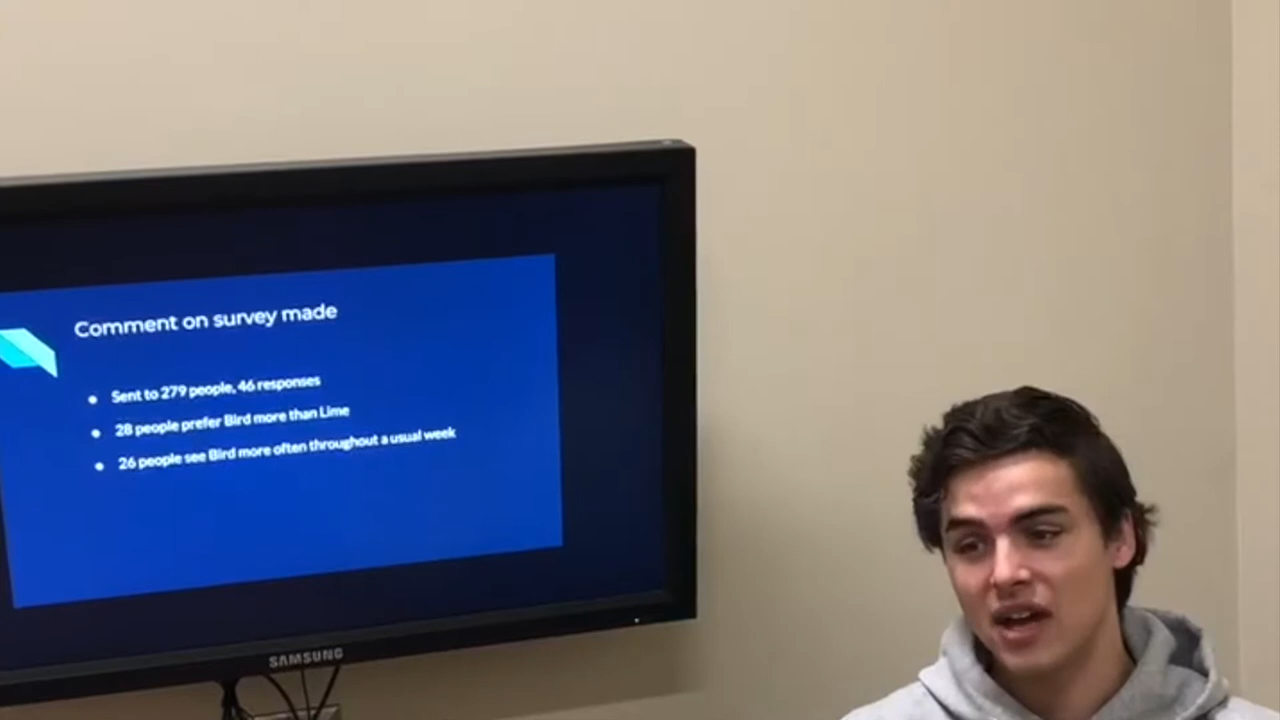 Comment on survey made
● Sent to 279 people, 46 responses
● 28 people prefer Bird more than Lime
● 26 people see Bird more often throughout a usual week
SAMSUNG